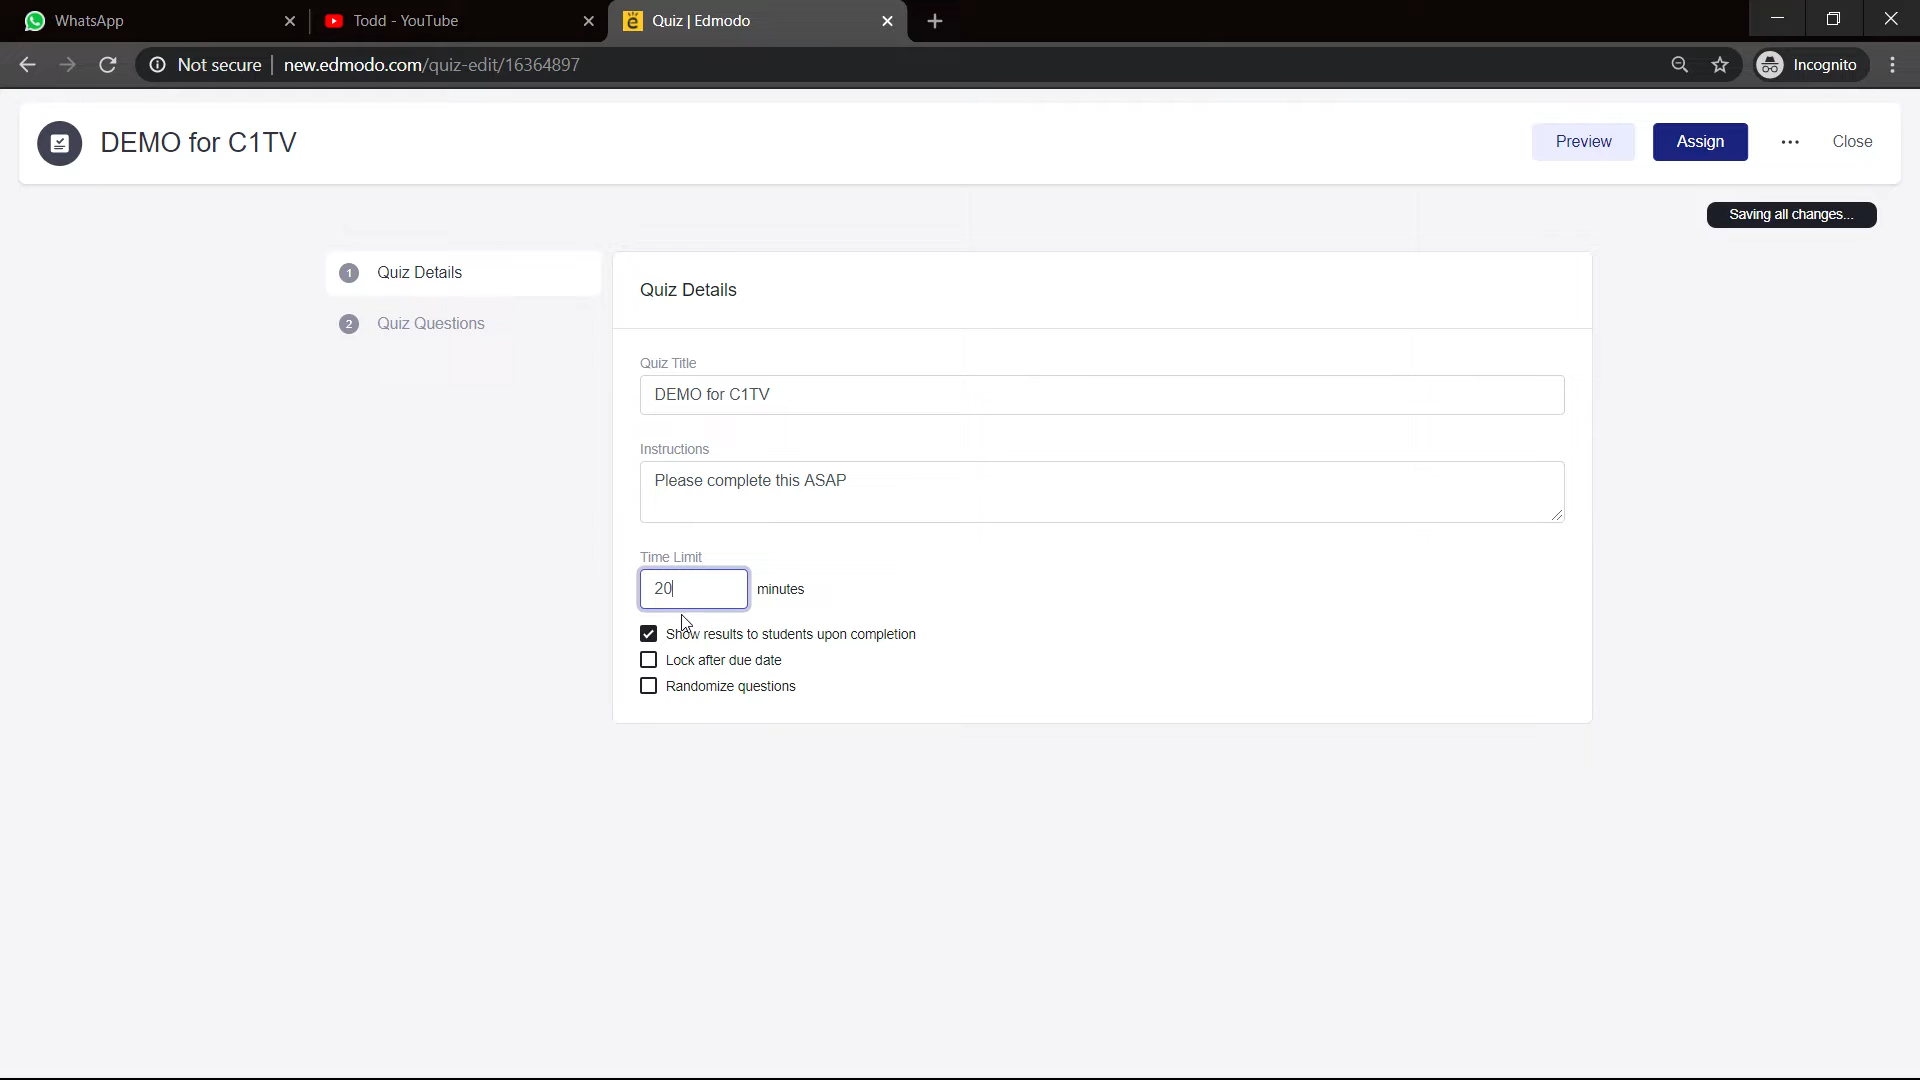 WhatsApp
Todd - YouTube
Quiz | Edmodo
Not secure
new.edmodo.com/quiz-edit/16364897
Incognito
DEMO for C1TV
Preview
Assign
Close
Saving all changes...
1 Quiz Details
2 Quiz Questions
Quiz Details
Quiz Title
DEMO for C1TV
Instructions
Please complete this ASAP
Time Limit
20 minutes
Show results to students upon completion
Lock after due date
Randomize questions